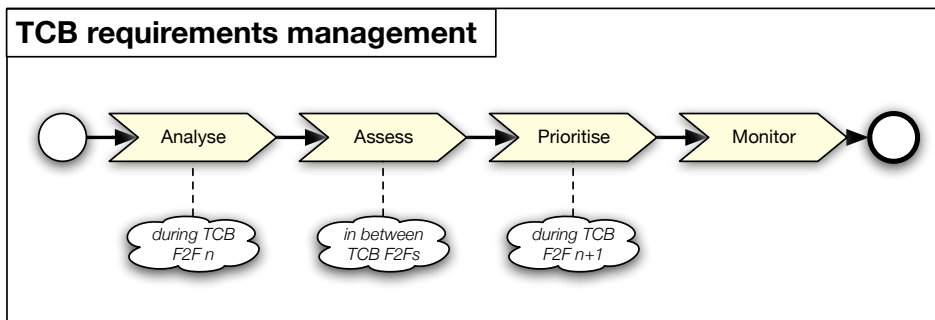 TCB requirements management
Analyse
Assess
Prioritise
Monitor
during TCB
F2F n
in between
TCB F2Fs
during TCB
F2F n+1